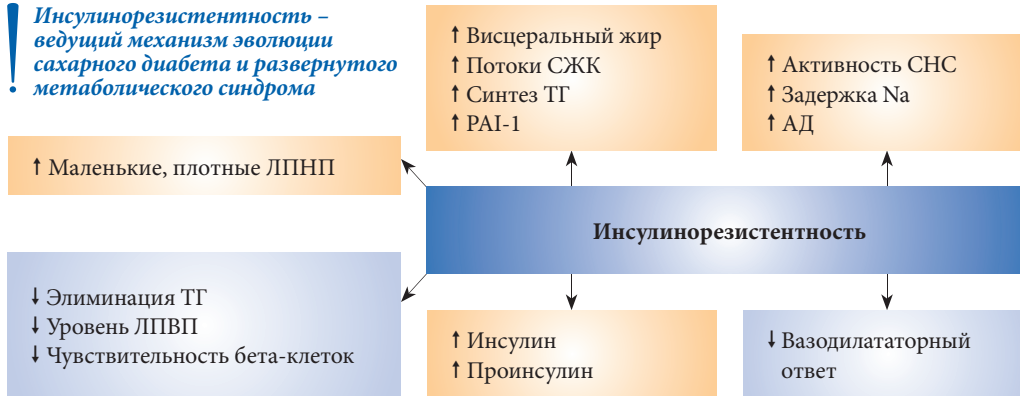 !
Инсулинорезистентность –
ведущий механизм эволюции
сахарного диабета и развернутого
метаболического синдрома
↑ Висцеральный жир
↑ Потоки СЖК
↑ Синтез ТГ
↑ PAI-1
↑ Активность СНС
↑ Задержка Na
↑ АД
↑ Маленькие, плотные ЛПНП
Инсулинорезистентность
↓ Элиминация ТГ
↓ Уровень ЛПВП
↓ Чувствительность бета-клеток
↑ Инсулин
↑ Проинсулин
↓ Вазодилататорный
ответ